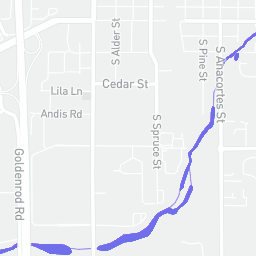 S Alder St
S Pine St
S Anacortes St
Cedar St
Lila Ln
Andis Rd
S Spruce St
Goldenrod Rd